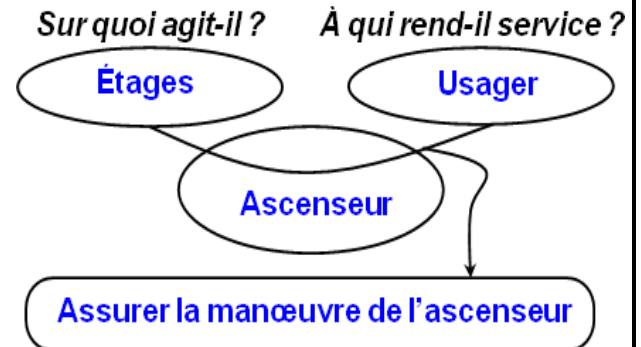 Sur quoi agit-il ? À qui rend-il service ?
Étages Usager
Ascenseur
Assurer la manœuvre de l'ascenseur